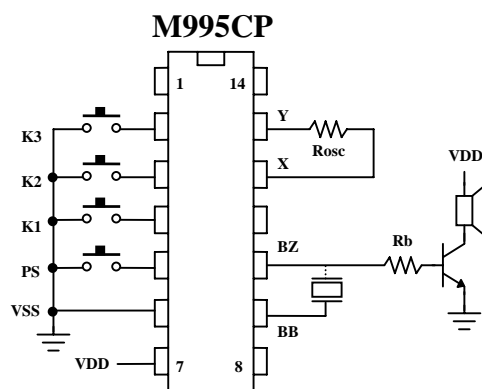 M995CP
1 14
K3 Y
Rosc
K2 X
VDD
K1
BZ Rb
PS
VSS
BB
VDD 7 8